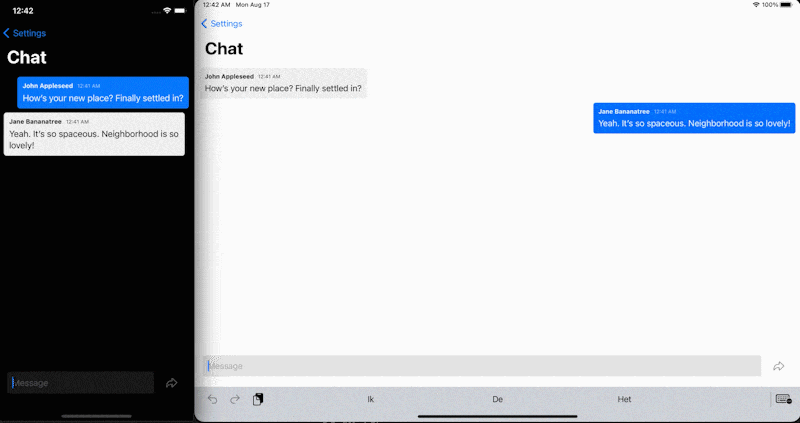 12:42
Settings
Chat
John Appleseed 12:41 AM
How's your new place? Finally settled in?
Jane Bananatree 12:41 AM
Yeah. It's so spaceous. Neighborhood is so
lovely!
Message
12:42 AM Mon Aug 17
100%
Settings
Chat
John Appleseed 12:41 AM
How's your new place? Finally settled in?
Jane Bananatree 12:41 AM
Yeah. It's so spaceous. Neighborhood is so lovely!
Message
Ik De Het